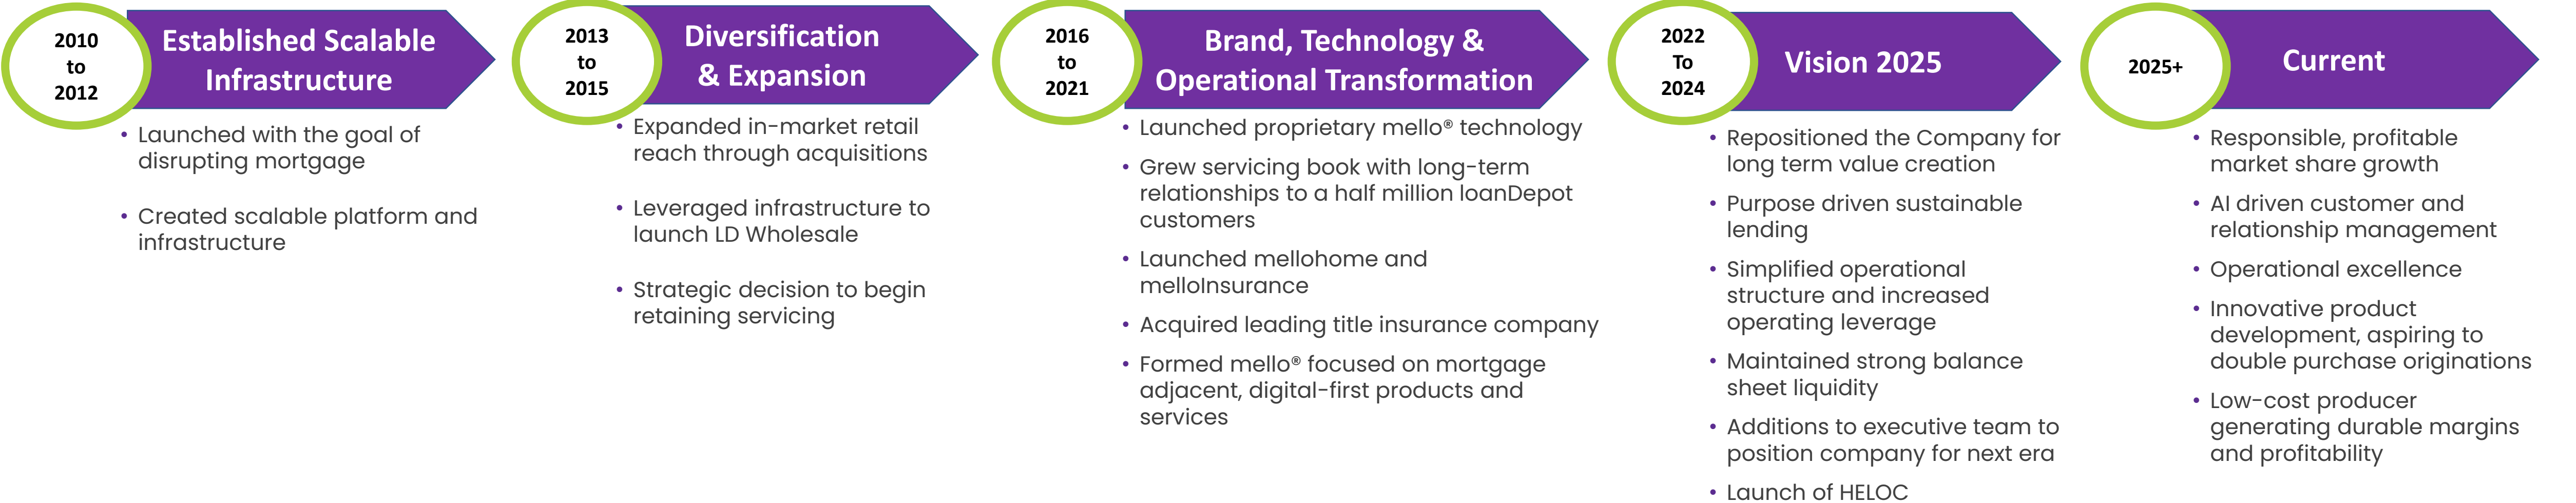 2010
to
2012
Established Scalable
Infrastructure
• Launched with the goal of
disrupting mortgage
• Created scalable platform and
infrastructure
2013
to
2015
Diversification
& Expansion
• Expanded in-market retail
reach through acquisitions
• Leveraged infrastructure to
launch LD Wholesale
• Strategic decision to begin
retaining servicing
2016
to
2021
Brand, Technology &
Operational Transformation
• Launched proprietary mello® technology
• Grew servicing book with long-term
relationships to a half million loanDepot
customers
• Launched mellohome and
melloInsurance
• Acquired leading title insurance company
• Formed mello® focused on mortgage
adjacent, digital-first products and
services
2022
To
2024
Vision 2025
• Repositioned the Company for
long term value creation
• Purpose driven sustainable
lending
• Simplified operational
structure and increased
operating leverage
• Maintained strong balance
sheet liquidity
• Additions to executive team to
position company for next era
• Launch of HELOC
2025+
Current
• Responsible, profitable
market share growth
• AI driven customer and
relationship management
• Operational excellence
• Innovative product
development, aspiring to
double purchase originations
• Low-cost producer
generating durable margins
and profitability